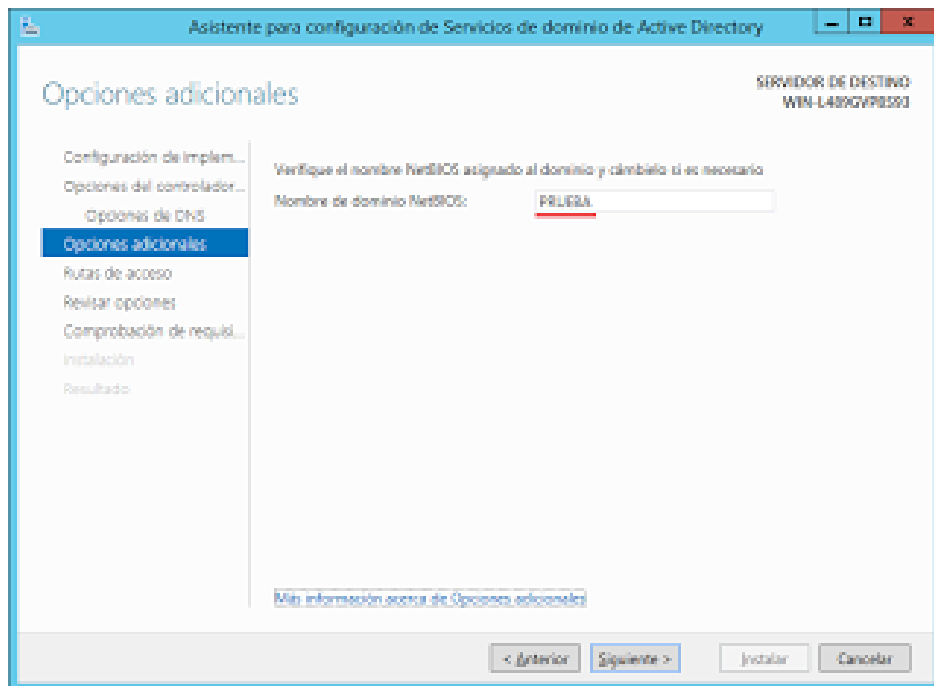 Asistente para configuración de Servicios de dominio de Active Directory
Opciones adicionales
SERVIDOR DE DESTINO
Configuración de implem...
Opciones del controlador...
Opciones de DNS
Opciones adicionales
Rutas de acceso
Revisar opciones
Comprobación de requisi...
Instalación
Resultado
Verifique el nombre NetBIOS asignado al dominio y cámbielo si es necesario
Nombre de dominio NetBIOS:
PRUEBA
Más información acerca de Opciones adicionales
< Anterior
Siguiente >
Instalar
Cancelar